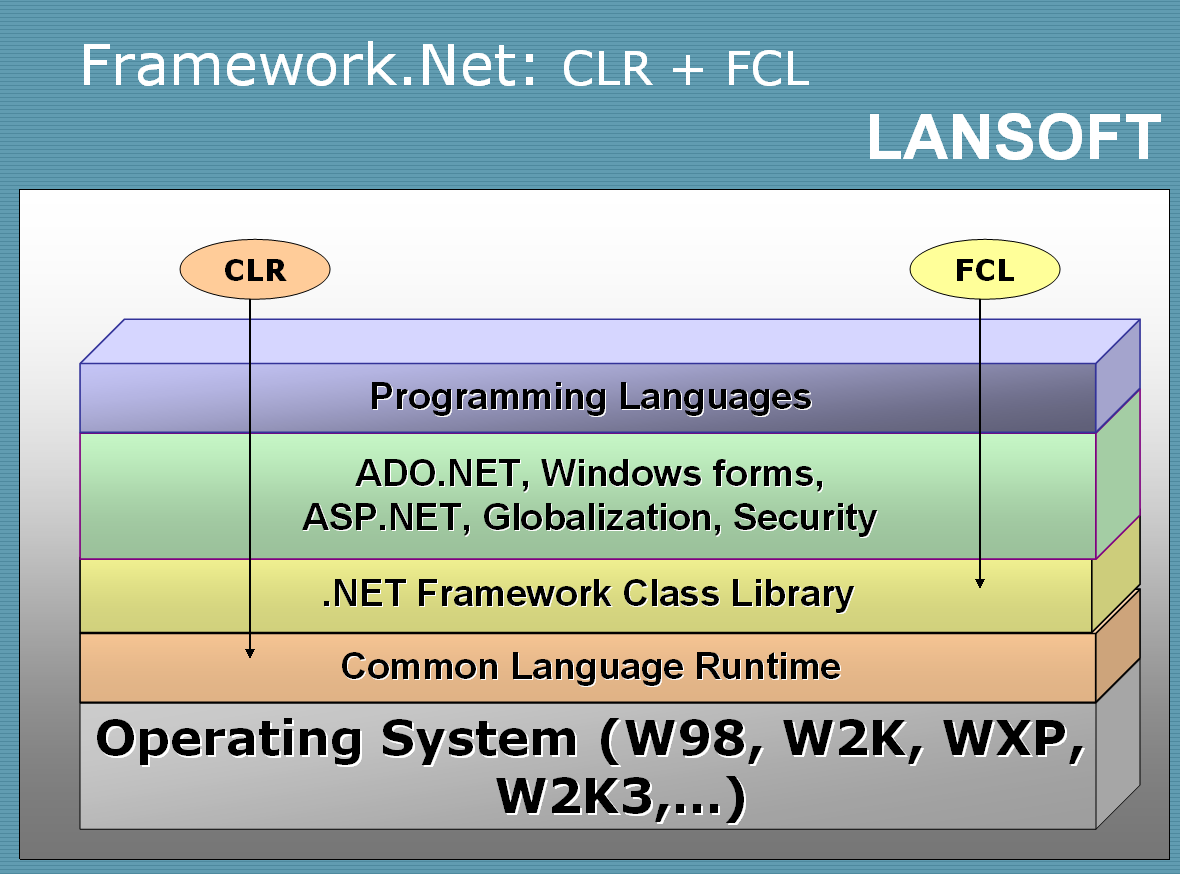 Framework.Net: CLR + FCL
LANSOFT
CLR
FCL
Programming Languages
ADO.NET, Windows forms,
ASP.NET, Globalization, Security
.NET Framework Class Library
Common Language Runtime
Operating System (W98, W2K, WXP,
W2K3,...)